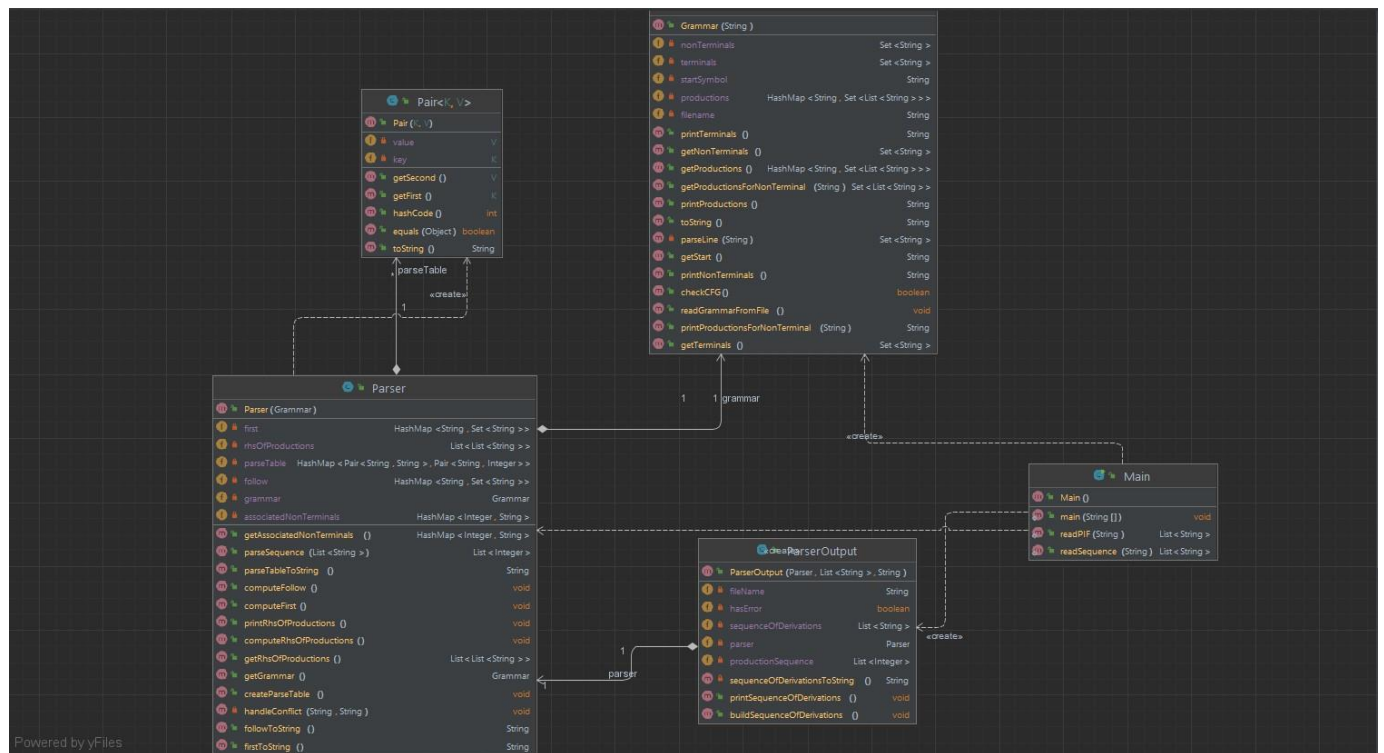 Grammar (String)
nonTerminals Set <String >
terminals Set <String >
startSymbol String
productions HashMap <String , Set <List <String > > >
filename String
printTerminals () String
getNonTerminals () Set <String >
getProductions () HashMap <String , Set<List <String > > >
getProductionsForNonTerminal (String ) Set <List <String > >
printProductions () String
toString () String
parseLine (String ) Set <String >
getStart () String
printNonTerminals () String
checkCFG() boolean
readGrammarFromFile () void
printProductionsForNonTerminal (String ) String
getTerminals () Set <String >
Pair<K, V>
Pair (K, V)
value V
key K
getSecond () V
getFirst () K
hashCode () int
equals (Object ) boolean
toString () String
* parseTable
«create»
1
Parser
Parser (Grammar )
first HashMap <String , Set <String > >
rhsOfProductions List < List <String > >
parseTable HashMap < Pair < String , String > , Pair < String , Integer > >
follow HashMap <String , Set <String > >
grammar Grammar
associatedNonTerminals HashMap < Integer , String >
getAssociatedNonTerminals () HashMap < Integer , String >
parseSequence (List <String > ) List < Integer >
parseTableToString () String
computeFollow () void
computeFirst () void
printRhsOfProductions () void
computeRhsOfProductions () void
getRhsOfProductions () List < List <String > >
getGrammar () Grammar
createParseTable () void
handleConflict (String , String ) void
followToString () String
firstToString () String
1 1 grammar
«create»
Main
Main ()
main (String []) void
readPIF (String ) List <String >
readSequence (String ) List <String >
ParserOutput
ParserOutput (Parser , List <String > , String )
fileName String
hasError boolean
sequenceOfDerivations List < String >
parser Parser
productionSequence List <Integer >
sequenceOfDerivationsToString () String
printSequenceOfDerivations () void
buildSequenceOfDerivations () void
«create»
1
parser
1
Powered by yFiles